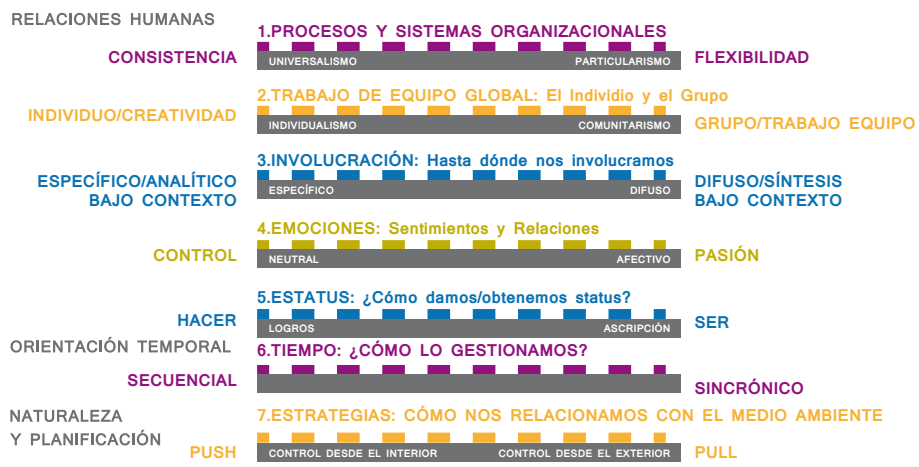 RELACIONES HUMANAS
1.PROCESOS Y SISTEMAS ORGANIZACIONALES
CONSISTENCIA
UNIVERSALISMO
PARTICULARISMO
FLEXIBILIDAD
2.TRABAJO DE EQUIPO GLOBAL: El Individio y el Grupo
INDIVIDUO/CREATIVIDAD
INDIVIDUALISMO
COMUNITARISMO
GRUPO/TRABAJO EQUIPO
3.INVOLUCRACIÓN: Hasta dónde nos involucramos
ESPECÍFICO/ANALÍTICO
BAJO CONTEXTO
ESPECÍFICO
DIFUSO
DIFUSO/SÍNTESIS
BAJO CONTEXTO
4.EMOCIONES: Sentimientos y Relaciones
CONTROL
NEUTRAL
AFECTIVO
PASIÓN
5.ESTATUS: ¿Cómo damos/obtenemos status?
HACER
LOGROS
ASCRIPCIÓN
SER
ORIENTACIÓN TEMPORAL
6.TIEMPO: ¿CÓMO LO GESTIONAMOS?
SECUENCIAL
SINCRÓNICO
NATURALEZA
Y PLANIFICACIÓN
7.ESTRATEGIAS: CÓMO NOS RELACIONAMOS CON EL MEDIO AMBIENTE
PUSH
CONTROL DESDE EL INTERIOR
CONTROL DESDE EL EXTERIOR
PULL